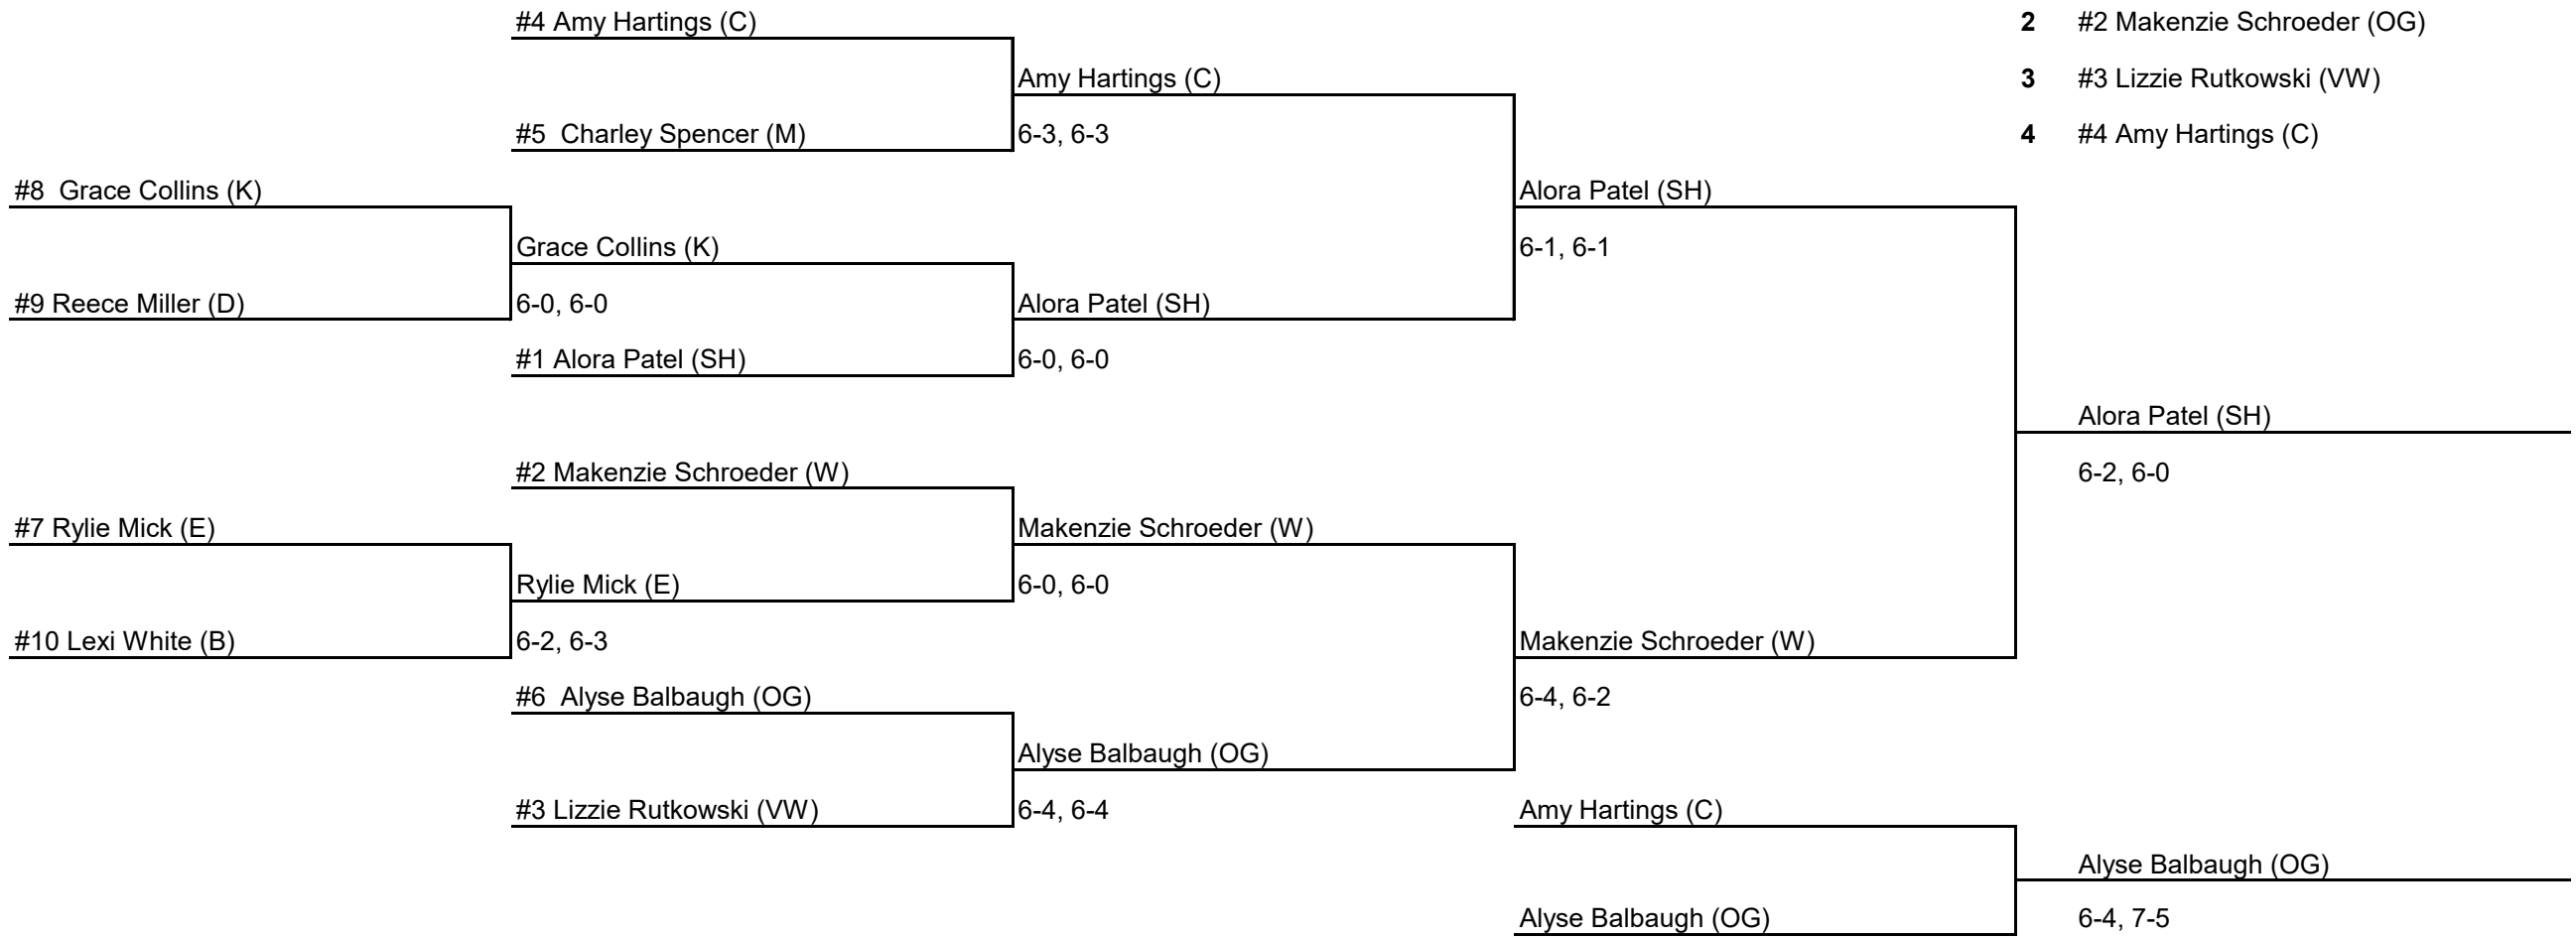 #4 Amy Hartings (C)
2 #2 Makenzie Schroeder (OG)
Amy Hartings (C)
3 #3 Lizzie Rutkowski (VW)
#5 Charley Spencer (M)
6-3, 6-3
4 #4 Amy Hartings (C)
#8 Grace Collins (K)
Alora Patel (SH)
Grace Collins (K)
6-1, 6-1
#9 Reece Miller (D)
6-0, 6-0
Alora Patel (SH)
#1 Alora Patel (SH)
6-0, 6-0
Alora Patel (SH)
#2 Makenzie Schroeder (W)
6-2, 6-0
#7 Rylie Mick (E)
Makenzie Schroeder (W)
Rylie Mick (E)
6-0, 6-0
#10 Lexi White (B)
6-2, 6-3
Makenzie Schroeder (W)
#6 Alyse Balbaugh (OG)
6-4, 6-2
Alyse Balbaugh (OG)
#3 Lizzie Rutkowski (VW)
6-4, 6-4
Amy Hartings (C)
Alyse Balbaugh (OG)
Alyse Balbaugh (OG)
6-4, 7-5